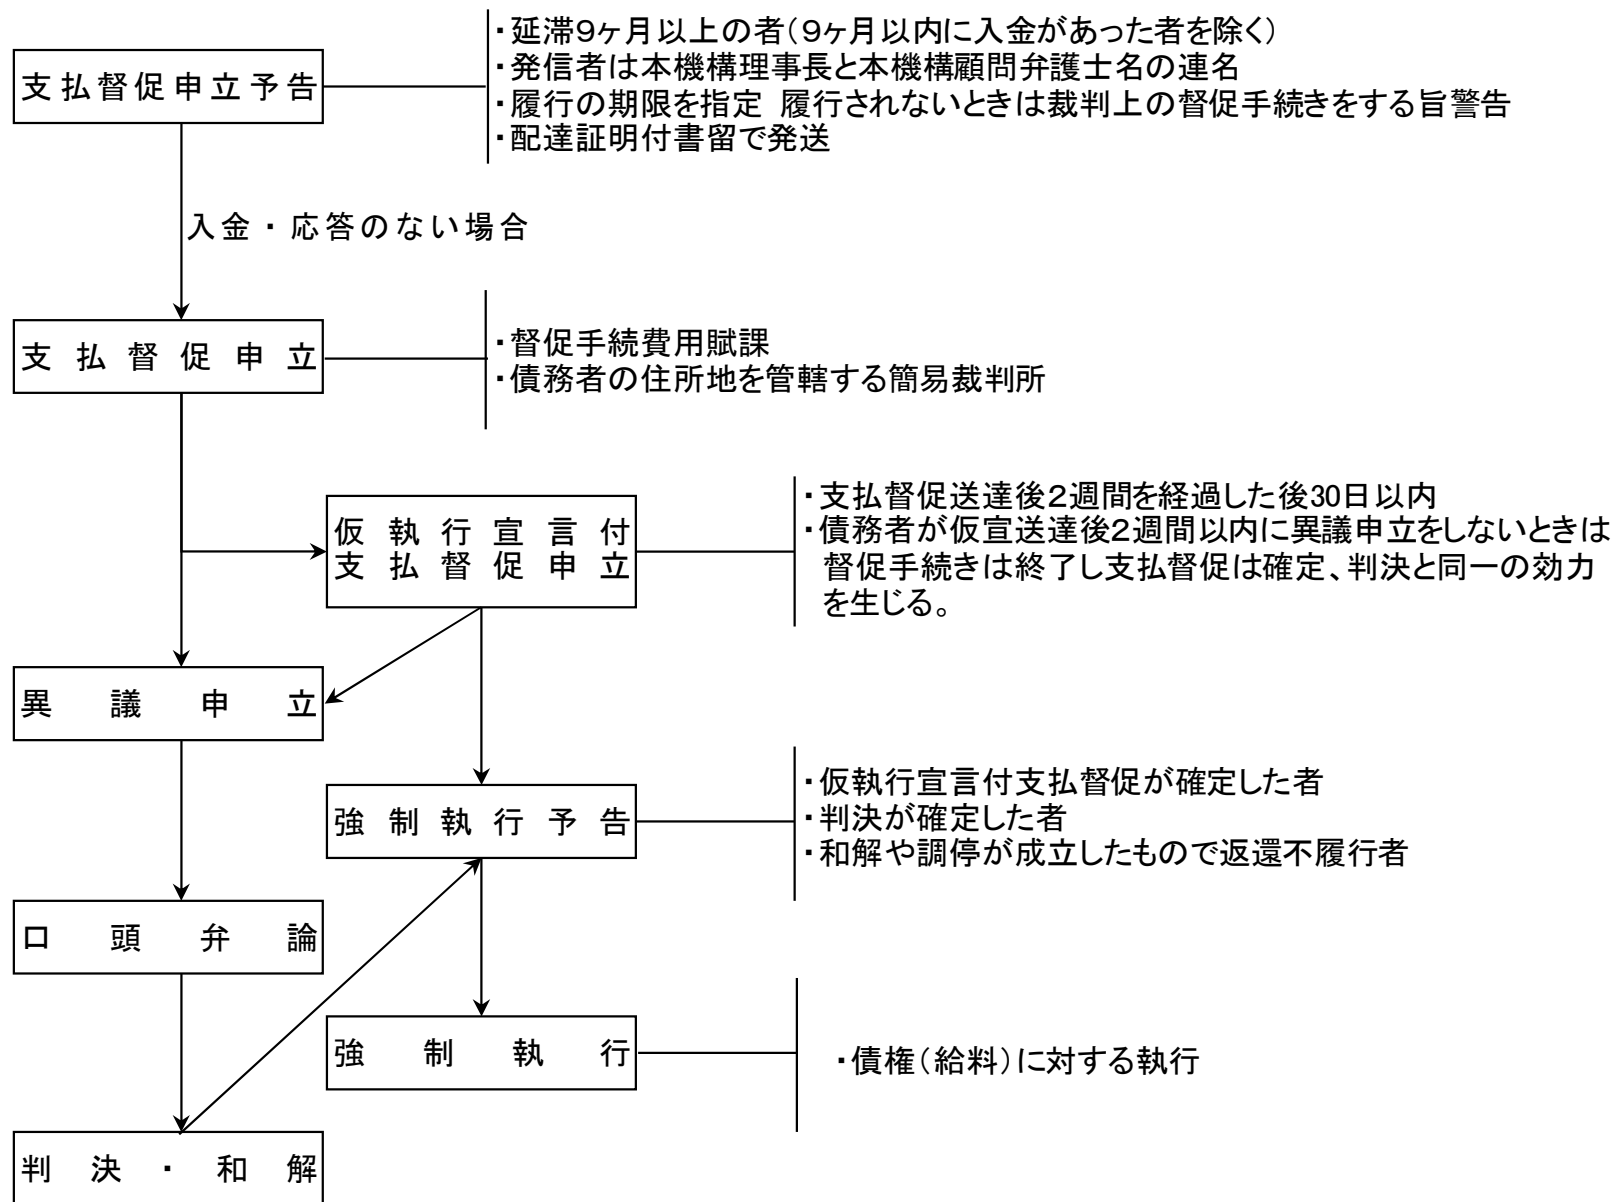 支払督促申立予告
・延滞9ヶ月以上の者(9ヶ月以内に入金があった者を除く)
・発信者は本機構理事長と本機構顧問弁護士名の連名
・履行の期限を指定 履行されないときは裁判上の督促手続きをする旨警告
・配達証明付書留で発送
入金・応答のない場合
支払督促申立
・督促手続費用賦課
・債務者の住所地を管轄する簡易裁判所
仮執行宣言付
支払督促申立
・支払督促送達後2週間を経過した後30日以内
・債務者が仮宣送達後2週間以内に異議申立をしないときは
督促手続きは終了し支払督促は確定、判決と同一の効力
を生じる。
異議申立
強制執行予告
・仮執行宣言付支払督促が確定した者
・判決が確定した者
・和解や調停が成立したもので返還不履行者
口頭弁論
強制執行
・債権(給料)に対する執行
判決・和解